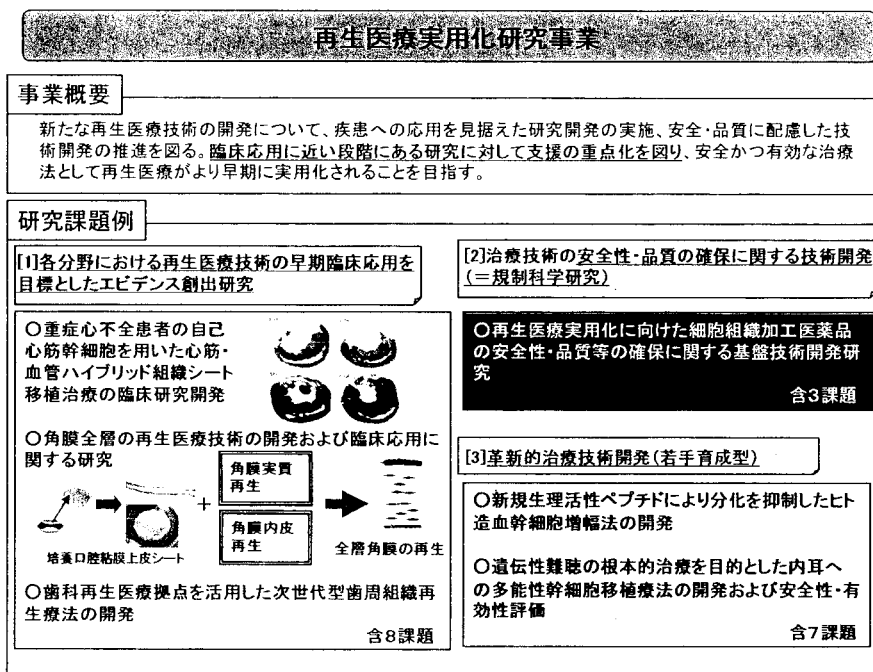 再生医療実用化研究事業
事業概要
新たな再生医療技術の開発について、疾患への応用を見据えた研究開発の実施、安全・品質に配慮した技
術開発の推進を図る。臨床応用に近い段階にある研究に対して支援の重点化を図り、安全かつ有効な治療
法として再生医療がより早期に実用化されることを目指す。
研究課題例
[1]各分野における再生医療技術の早期臨床応用を
目標としたエビデンス創出研究
○重症心不全患者の自己
心筋幹細胞を用いた心筋・
血管ハイブリッド組織シート
移植治療の臨床研究開発
○角膜全層の再生医療技術の開発および臨床応用に
関する研究
角膜実質
再生
+
角膜内皮
再生
培養口腔粘膜上皮シート
全層角膜の再生
○歯科再生医療拠点を活用した次世代型歯周組織再
生療法の開発
含8課題
[2]治療技術の安全性・品質の確保に関する技術開発
(=規制科学研究)
○再生医療実用化に向けた細胞組織加工医薬品
の安全性・品質等の確保に関する基盤技術開発研
究
含3課題
[3]革新的治療技術開発(若手育成型)
○新規生理活性ペプチドにより分化を抑制したヒト
造血幹細胞増幅法の開発
○遺伝性難聴の根本的治療を目的とした内耳へ
の多能性幹細胞移植療法の開発および安全性・有
効性評価
含7課題